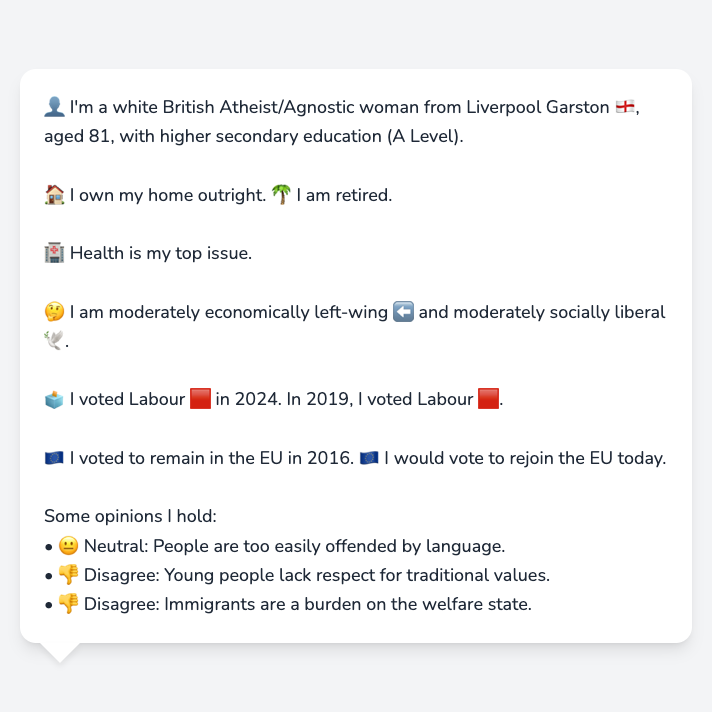 👤 I'm a white British Atheist/Agnostic woman from Liverpool Garston 🏴󠁧󠁢󠁥󠁮󠁧󠁿,
aged 81, with higher secondary education (A Level).
🏠 I own my home outright. 🌴 I am retired.
🏥 Health is my top issue.
🤔 I am moderately economically left-wing ⬅️ and moderately socially liberal
🕊️.
🗳️ I voted Labour 🟥 in 2024. In 2019, I voted Labour 🟥.
🇪🇺 I voted to remain in the EU in 2016. 🇪🇺 I would vote to rejoin the EU today.
Some opinions I hold:
• 😐 Neutral: People are too easily offended by language.
• 👎 Disagree: Young people lack respect for traditional values.
• 👎 Disagree: Immigrants are a burden on the welfare state.